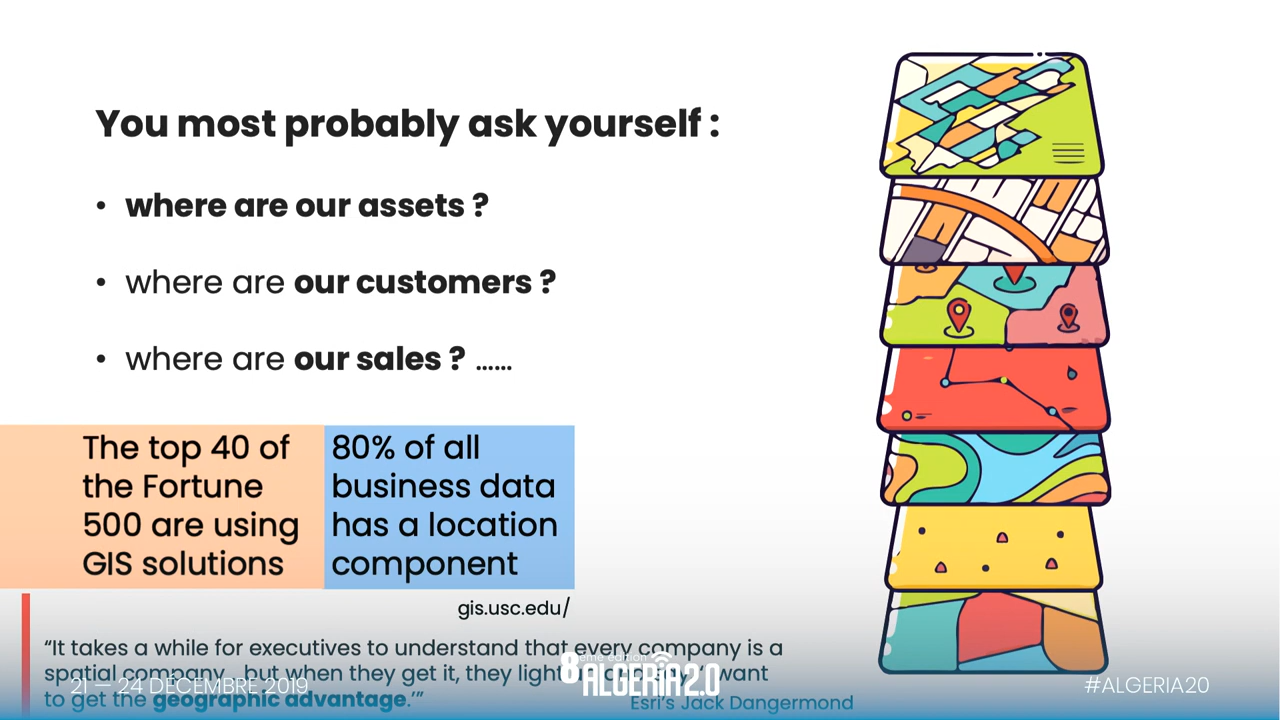 You most probably ask yourself :
• where are our assets ?
• where are our customers ?
• where are our sales ? ......
The top 40 of
the Fortune
500 are using
GIS solutions
80% of all
business data
has a location
component
gis.usc.edu/
“It takes a while for executives to understand that every company is a
spatial company, but when they get it, they light want
to get the geographic advantage.’”
Esri’s Jack Dangermond
21 — 24 DÉCEMBRE 2019
8ème édition
ALGERIA2.0
#ALGERIA20